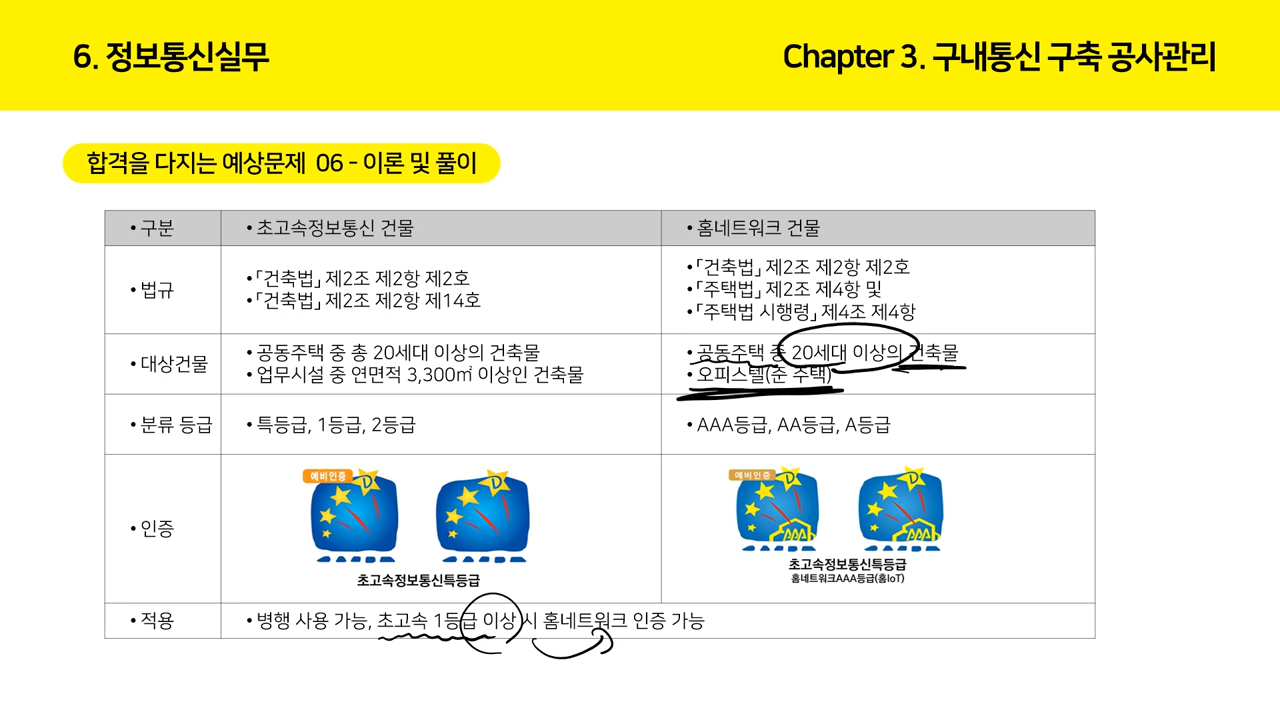 6. 정보통신실무
Chapter 3. 구내통신 구축 공사관리
합격을 다지는 예상문제 06 - 이론 및 풀이
• 구분
• 초고속정보통신 건물
• 홈네트워크 건물
• 법규
•「건축법」 제2조 제2항 제2호
•「건축법」 제2조 제2항 제14호
•「건축법」 제2조 제2항 제2호
•「주택법」 제2조 제4항 및
•「주택법 시행령」 제4조 제4항
• 대상건물
• 공동주택 중 총 20세대 이상의 건축물
• 업무시설 중 연면적 3,300㎡ 이상인 건축물
• 공동주택 중 20세대 이상의 건축물
• 오피스텔(준 주택)
• 분류 등급
• 특등급, 1등급, 2등급
• AAA등급, AA등급, A등급
• 인증
예비인증
D
D
초고속정보통신특등급
예비인증
D
AAA
D
AAA
초고속정보통신특등급
홈네트워크AAA등급(홈IoT)
• 적용
• 병행 사용 가능, 초고속 1등급 이상 시 홈네트워크 인증 가능